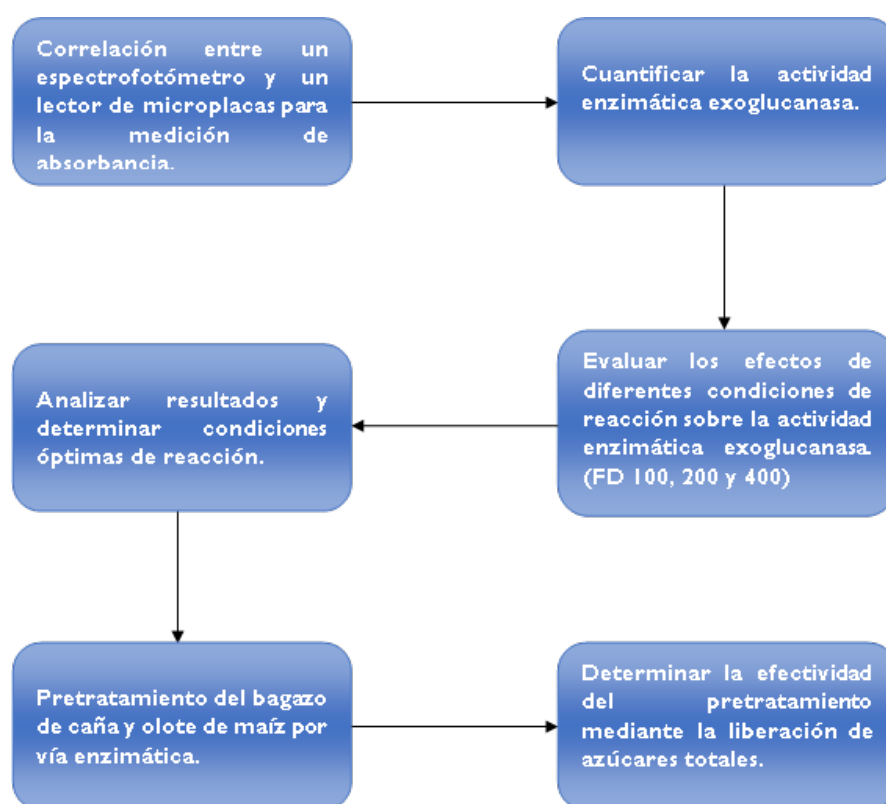 Correlación entre un
espectrofotómetro y un
lector de microplacas para
la medición de
absorbancia.
Cuantificar la actividad
enzimática exoglucanasa.
Evaluar los efectos de
diferentes condiciones de
reacción sobre la actividad
enzimática exoglucanasa.
(FD 100, 200 y 400)
Analizar resultados y
determinar condiciones
óptimas de reacción.
Pretratamiento del bagazo
de caña y olote de maíz por
vía enzimática.
Determinar la efectividad
del pretratamiento
mediante la liberación de
azúcares totales.